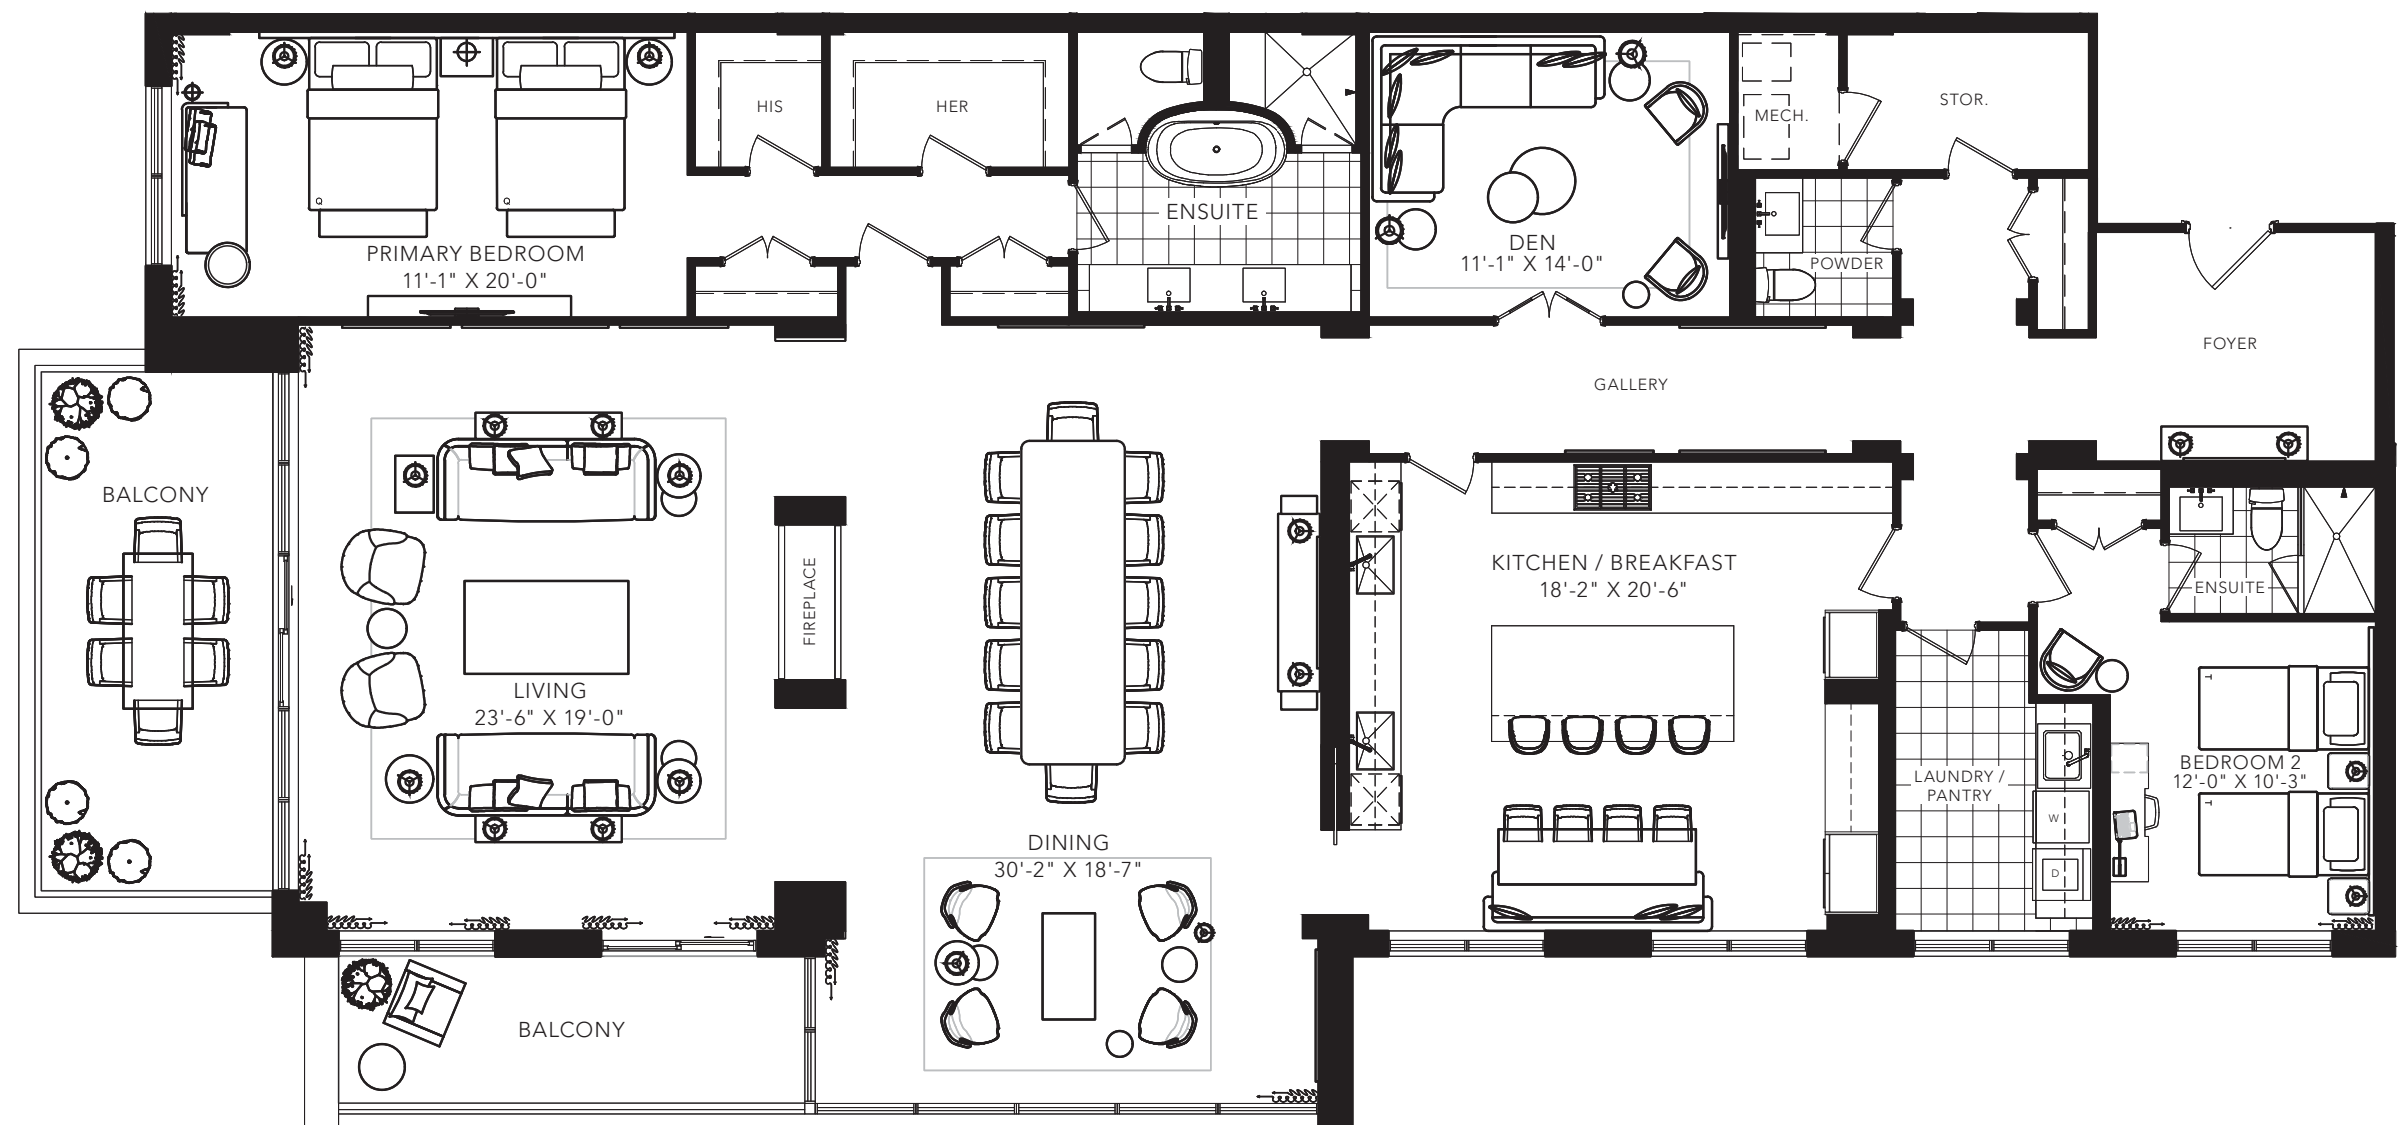 HIS
HER
MECH.
STOR.
ENSUITE
PRIMARY BEDROOM
11'-1" X 20'-0"
Q
Q
DEN
11'-1" X 14'-0"
POWDER
FOYER
GALLERY
BALCONY
FIREPLACE
KITCHEN / BREAKFAST
18'-2" X 20'-6"
ENSUITE
LIVING
23'-6" X 19'-0"
T
BEDROOM 2
12'-0" X 10'-3"
T
LAUNDRY /
PANTRY
W
D
DINING
30'-2" X 18'-7"
BALCONY